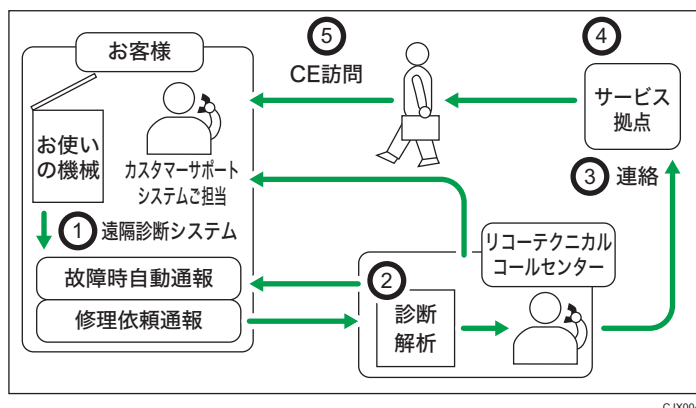 お客様
お使い
の機械
カスタマーサポート
システムご担当
① 遠隔診断システム
故障時自動通報
修理依頼通報
⑤
CE訪問
④
サービス
拠点
③ 連絡
リコーテクニカル
コールセンター
②
診断
解析